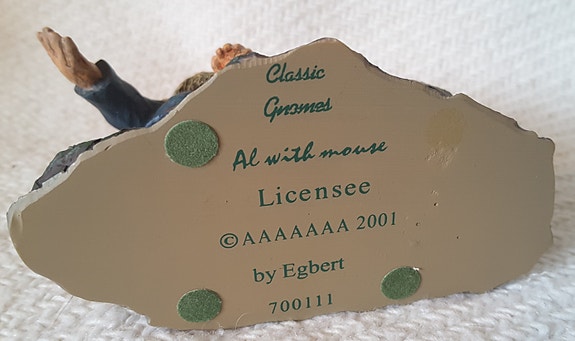 Classic
Gnomes
Al with mouse
Licensee
©AAAAAAA 2001
by Egbert
700111